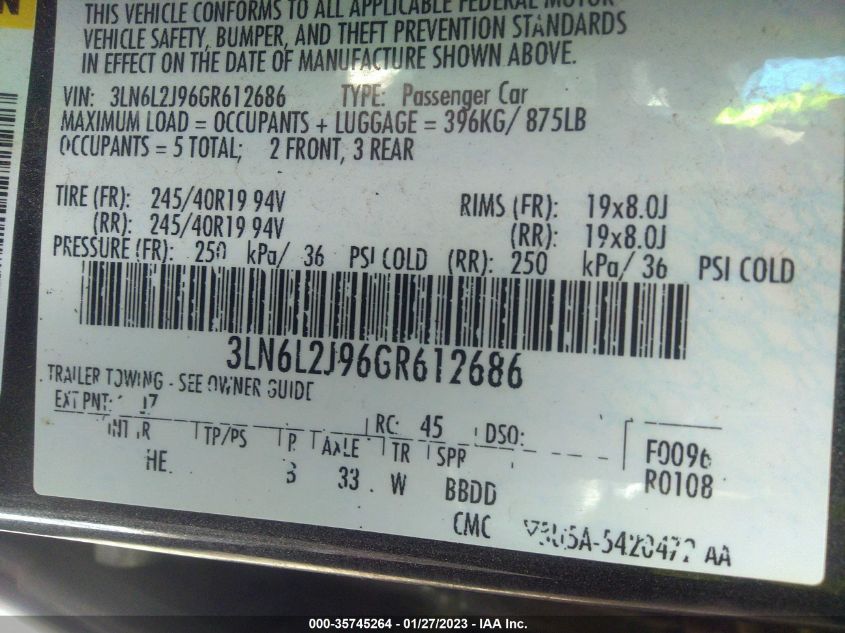 THIS VEHICLE CONFORMS TO ALL APPLICABLE FEDERAL MOTOR
VEHICLE SAFETY, BUMPER, AND THEFT PREVENTION STANDARDS
IN EFFECT ON THE DATE OF MANUFACTURE SHOWN ABOVE.
VIN: 3LN6L2J96GR612686 TYPE: Passenger Car
MAXIMUM LOAD = OCCUPANTS + LUGGAGE = 396KG/ 875LB
OCCUPANTS = 5 TOTAL; 2 FRONT, 3 REAR
TIRE (FR): 245/40R19 94V RIMS (FR): 19x8.0J
(RR): 245/40R19 94V (RR): 19x8.0J
PRESSURE (FR): 250 kPa/ 36 PSI COLD (RR): 250 kPa/ 36 PSI COLD
3LN6L2J96GR612686
TRAILER TOWING - SEE OWNER GUIDE
EXT PNT: RC: 45 DSO: F0096
INT TR TP/PS R AXLE TR SPR R0108
HE 33 W BBDD
CMC AA
000-35745264 - 01/27/2023 - IAA Inc.